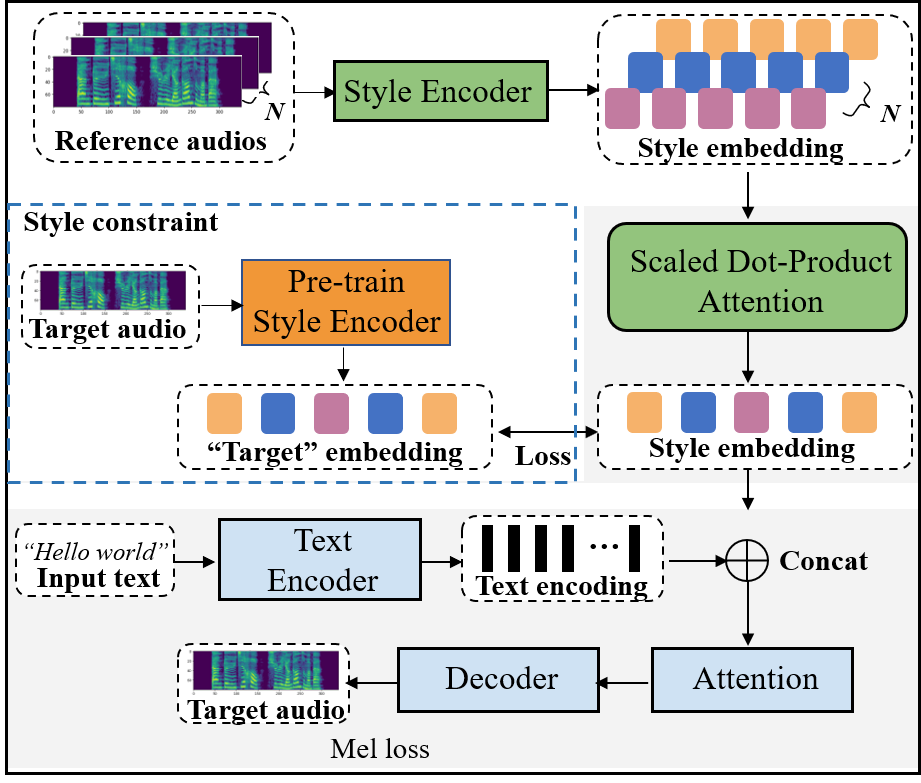 N
Reference audios
Style Encoder
N
Style embedding
Style constraint
Target audio
Pre-train
Style Encoder
Scaled Dot-Product
Attention
“Target” embedding
Loss
Style embedding
“Hello world”
Input text
Text
Encoder
...
Text encoding
Concat
Target audio
Decoder
Attention
Mel loss